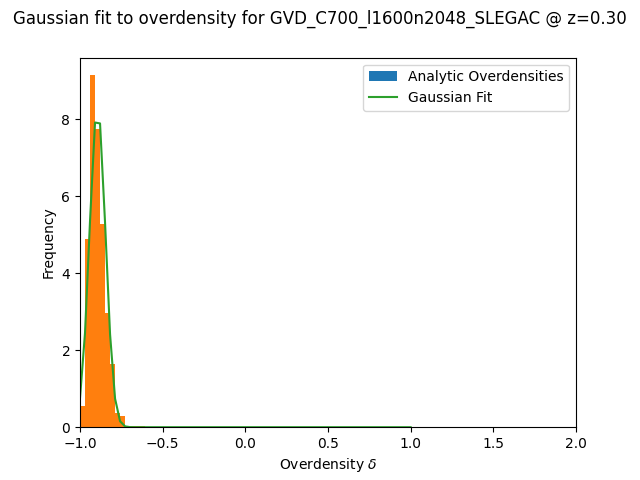 Gaussian fit to overdensity for GVD_C700_l1600n2048_SLEGAC @ z=0.30
Analytic Overdensities
Gaussian Fit
8
6
4
2
0
Frequency
−1.0
−0.5
0.0
0.5
1.0
1.5
2.0
Overdensity δ